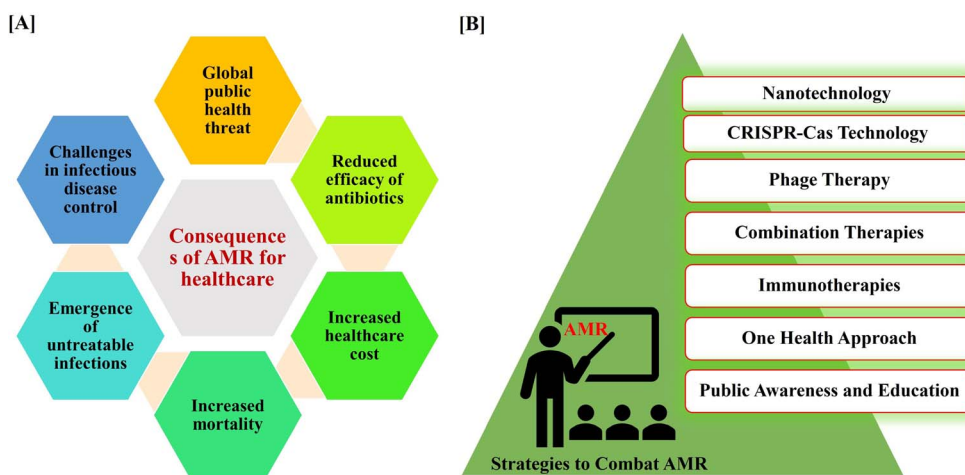 [A]
Global
public
health
threat
Reduced
efficacy of
antibiotics
Increased
healthcare
cost
Increased
mortality
Emergence
of
untreatable
infections
Challenges
in infectious
disease
control
Consequence
s of AMR for
healthcare
[B]
Nanotechnology
CRISPR-Cas Technology
Phage Therapy
Combination Therapies
Immunotherapies
One Health Approach
Public Awareness and Education
AMR
Strategies to Combat AMR